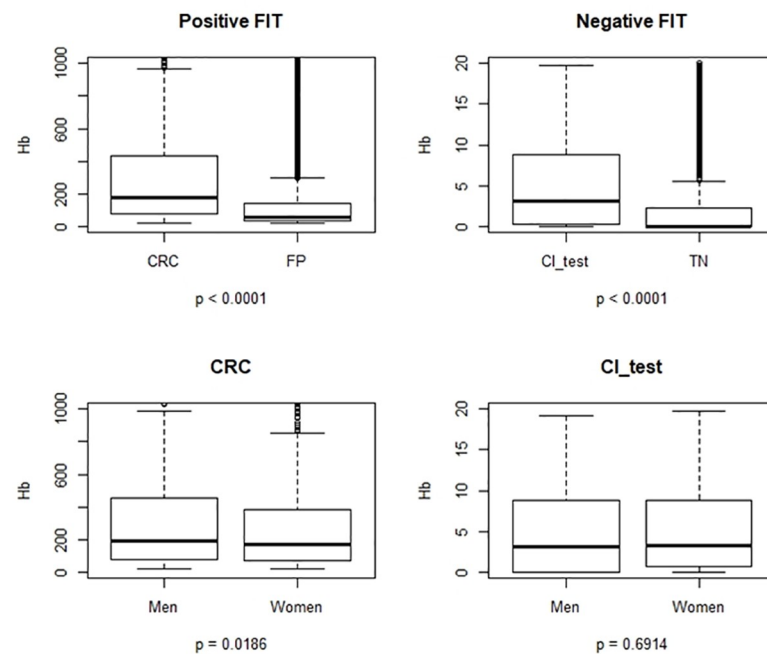 Positive FIT
Hb
1000
600
200
0
CRC FP
p < 0.0001
Negative FIT
Hb
20
15
10
5
0
CI_test TN
p < 0.0001
CRC
Hb
1000
600
200
0
Men Women
p = 0.0186
CI_test
Hb
20
15
10
5
0
Men Women
p = 0.6914